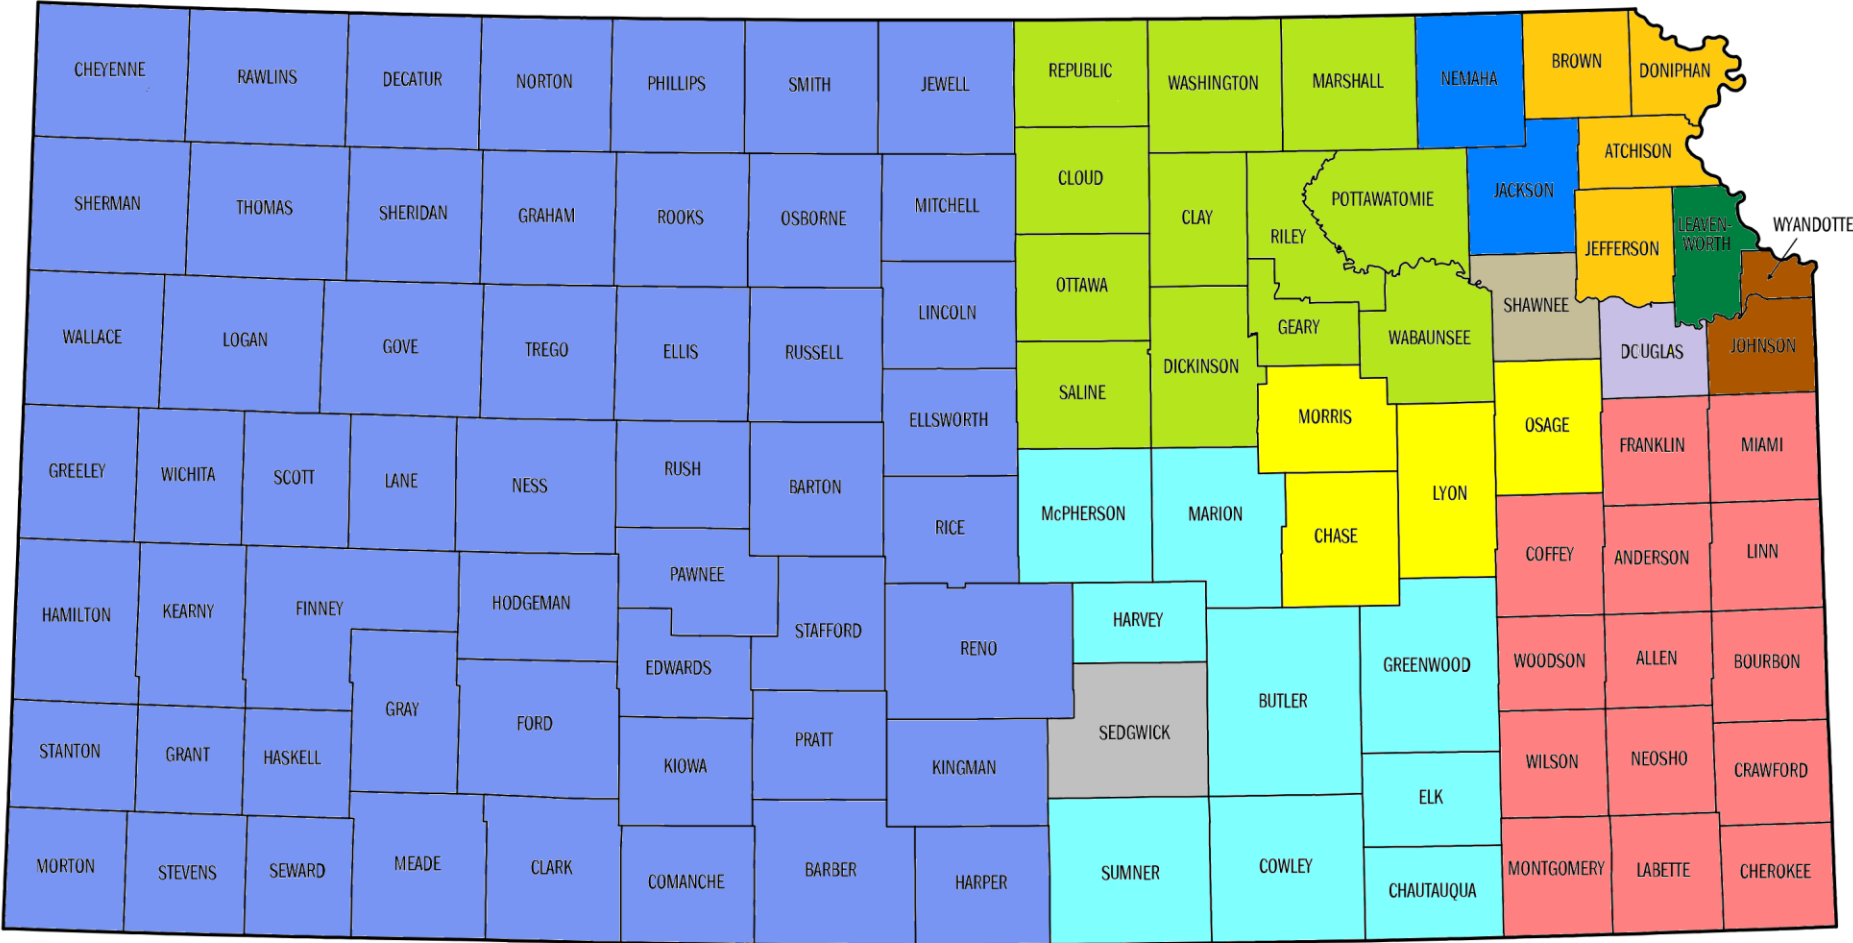 CHEYENNE
RAWLINS
DECATUR
NORTON
PHILLIPS
SMITH
JEWELL
REPUBLIC
WASHINGTON
MARSHALL
NEMAHA
BROWN
DONIPHAN
SHERMAN
THOMAS
SHERIDAN
GRAHAM
ROOKS
OSBORNE
MITCHELL
CLOUD
CLAY
RILEY
POTTAWATOMIE
JACKSON
ATCHISON
JEFFERSON
LEAVEN-
WORTH
WYANDOTTE
WALLACE
LOGAN
GOVE
TREGO
ELLIS
RUSSELL
LINCOLN
OTTAWA
GEARY
WABAUNSEE
SHAWNEE
DOUGLAS
JOHNSON
ELLSWORTH
SALINE
DICKINSON
MORRIS
OSAGE
FRANKLIN
MIAMI
GREELEY
WICHITA
SCOTT
LANE
NESS
RUSH
BARTON
RICE
McPHERSON
MARION
CHASE
LYON
COFFEY
ANDERSON
LINN
HAMILTON
KEARNY
FINNEY
HODGEMAN
PAWNEE
STAFFORD
EDWARDS
RENO
HARVEY
BUTLER
GREENWOOD
WOODSON
ALLEN
BOURBON
GRAY
FORD
SEDGWICK
STANTON
GRANT
HASKELL
KIOWA
PRATT
KINGMAN
ELK
WILSON
NEOSHO
CRAWFORD
MORTON
STEVENS
SEWARD
MEADE
CLARK
COMANCHE
BARBER
HARPER
SUMNER
COWLEY
CHAUTAUQUA
MONTGOMERY
LABETTE
CHEROKEE